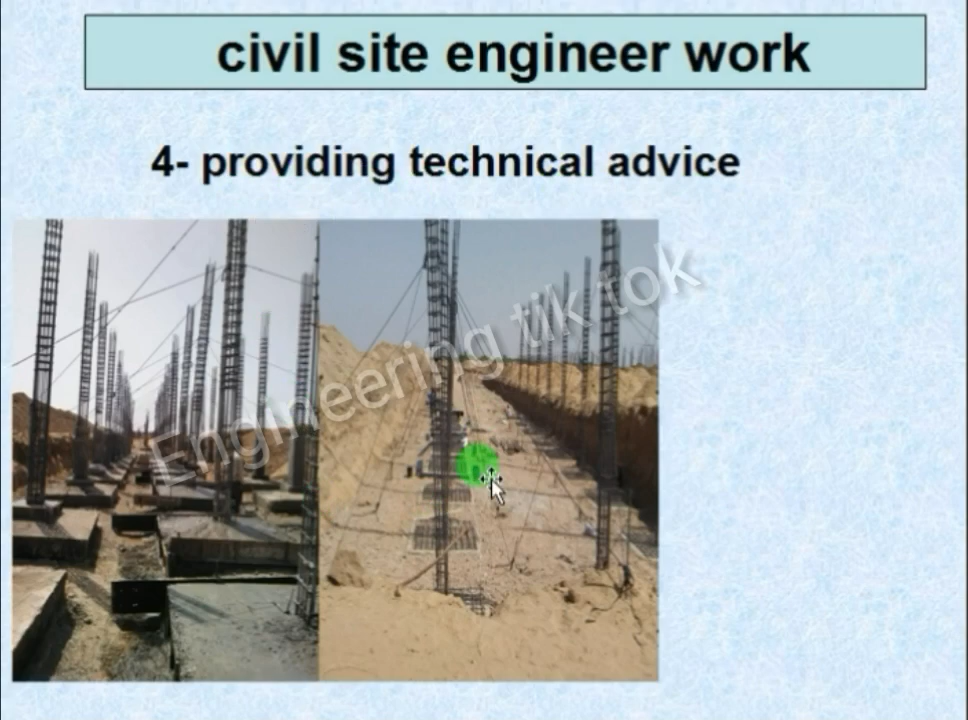 civil site engineer work
4- providing technical advice
Engineering tik tok